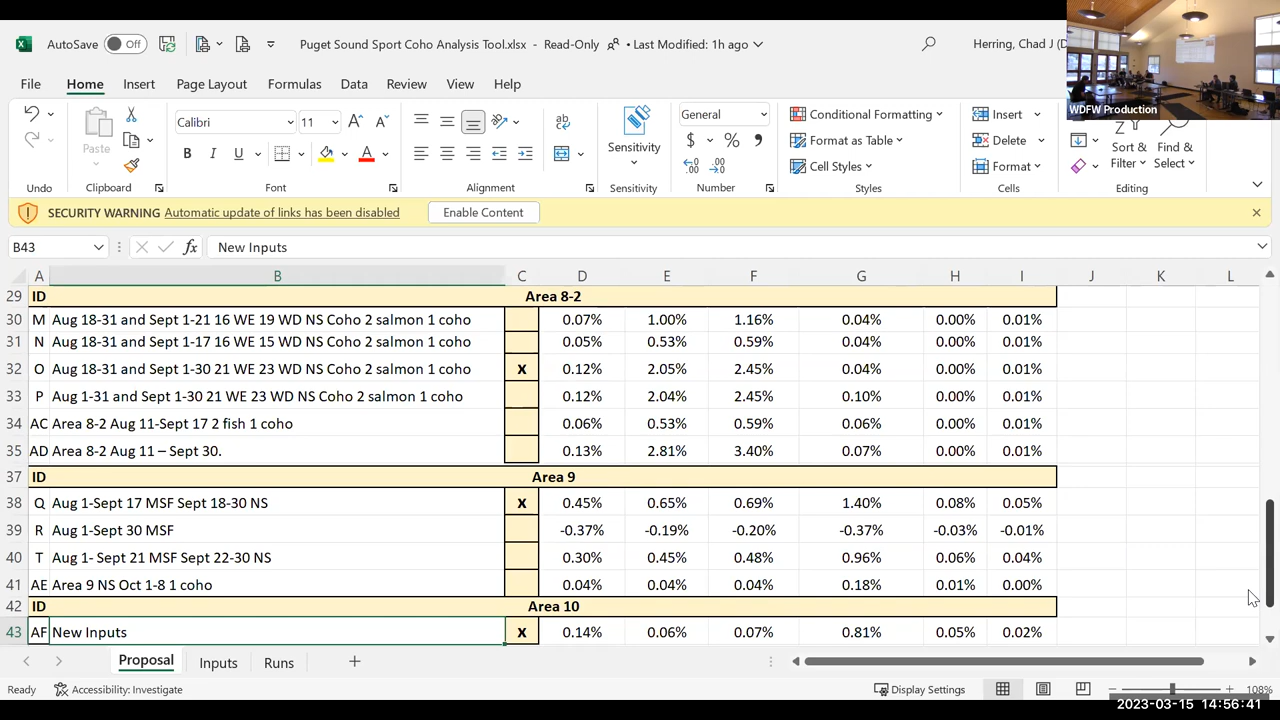 AutoSave Off Puget Sound Sport Coho Analysis Tool.xlsx - Read-Only • Last Modified: 1h ago Herring, Chad J (D
WDFW Production
File Home Insert Page Layout Formulas Data Review View Help
Calibri 11 General Conditional Formatting Insert
Paste B I U A Sensitivity $ % Format as Table Delete Sort & Find &
Cell Styles Format Filter Select
Undo Clipboard Font Alignment Sensitivity Number Styles Cells Editing
SECURITY WARNING Automatic update of links has been disabled Enable Content
B43 fx New Inputs
A B C D E F G H I J K L
29 ID Area 8-2
30 M Aug 18-31 and Sept 1-21 16 WE 19 WD NS Coho 2 salmon 1 coho 0.07% 1.00% 1.16% 0.04% 0.00% 0.01%
31 N Aug 18-31 and Sept 1-17 16 WE 15 WD NS Coho 2 salmon 1 coho 0.05% 0.53% 0.59% 0.04% 0.00% 0.01%
32 O Aug 18-31 and Sept 1-30 21 WE 23 WD NS Coho 2 salmon 1 coho x 0.12% 2.05% 2.45% 0.04% 0.00% 0.01%
33 P Aug 1-31 and Sept 1-30 21 WE 23 WD NS Coho 2 salmon 1 coho 0.12% 2.04% 2.45% 0.10% 0.00% 0.01%
34 AC Area 8-2 Aug 11-Sept 17 2 fish 1 coho 0.06% 0.53% 0.59% 0.06% 0.00% 0.01%
35 AD Area 8-2 Aug 11 – Sept 30. 0.13% 2.81% 3.40% 0.07% 0.00% 0.01%
37 ID Area 9
38 Q Aug 1-Sept 17 MSF Sept 18-30 NS x 0.45% 0.65% 0.69% 1.40% 0.08% 0.05%
39 R Aug 1-Sept 30 MSF -0.37% -0.19% -0.20% -0.37% -0.03% -0.01%
40 T Aug 1- Sept 21 MSF Sept 22-30 NS 0.30% 0.45% 0.48% 0.96% 0.06% 0.04%
41 AE Area 9 NS Oct 1-8 1 coho 0.04% 0.04% 0.04% 0.18% 0.01% 0.00%
42 ID Area 10
43 AF New Inputs x 0.14% 0.06% 0.07% 0.81% 0.05% 0.02%
Proposal Inputs Runs
Ready Accessibility: Investigate Display Settings 108%
2023-03-15 14:56:41